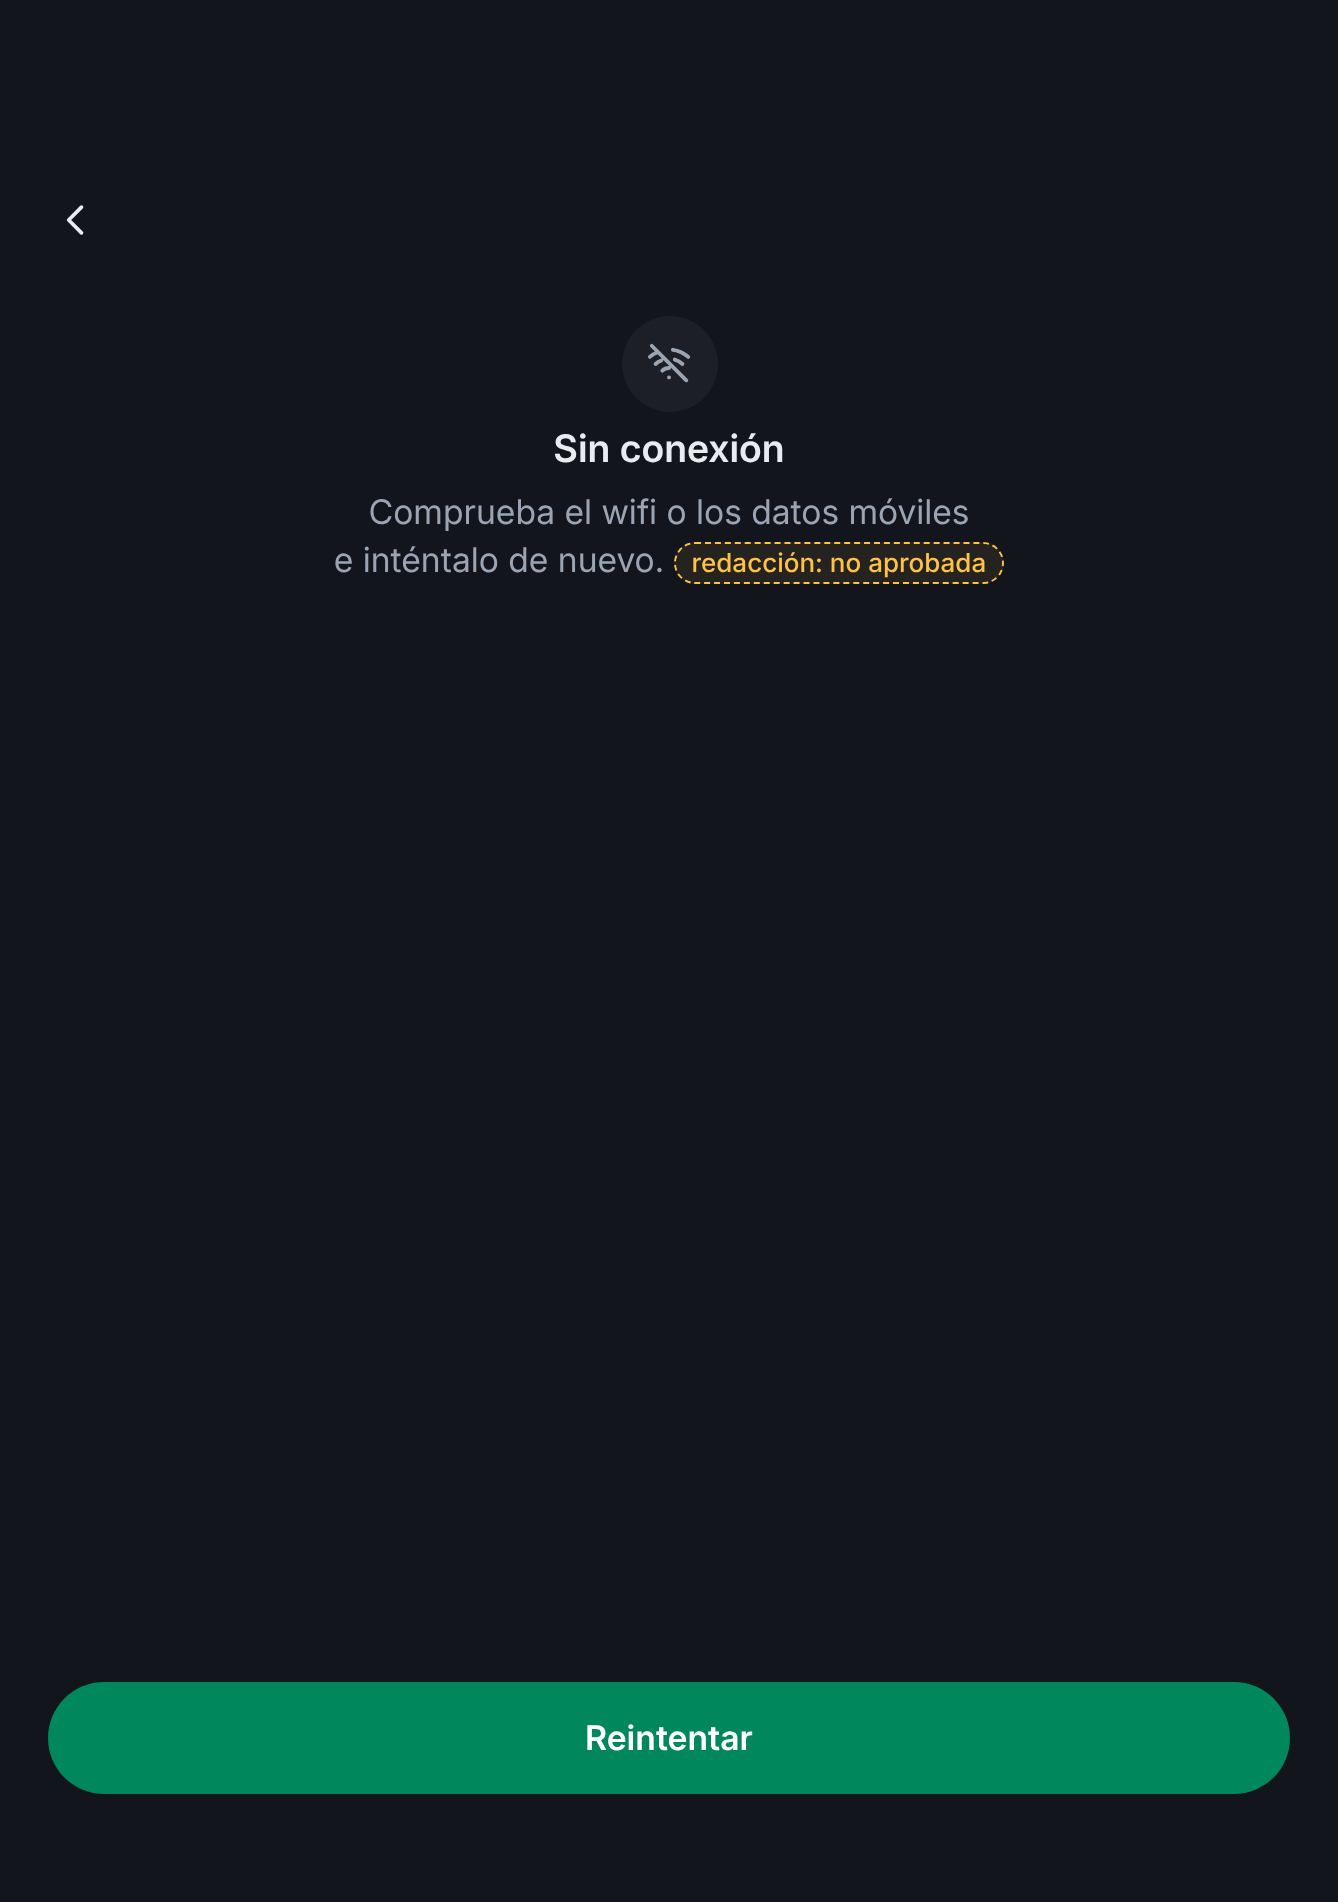 Sin conexión
Comprueba el wifi o los datos móviles
e inténtalo de nuevo. redacción: no aprobada
Reintentar